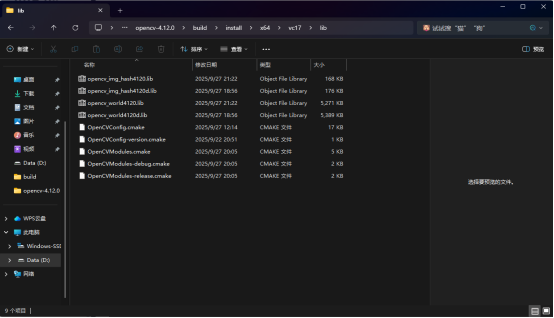 lib
opencv-4.12.0 > build > install > x64 > vc17 > lib
试试搜 "猫" "狗"
新建
排序
查看
预览
名称 修改日期 类型 大小
桌面
下载
文档
图片
音乐
视频
Data (D:)
build
opencv-4.12.0
WPS云盘
此电脑
Windows-SSD
Data (D:)
网络
opencv_img_hash4120.lib 2025/9/27 21:22 Object File Library 168 KB
opencv_img_hash4120d.lib 2025/9/27 18:56 Object File Library 176 KB
opencv_world4120.lib 2025/9/27 21:22 Object File Library 5,271 KB
opencv_world4120d.lib 2025/9/27 18:56 Object File Library 5,389 KB
OpenCVConfig.cmake 2025/9/27 12:14 CMAKE 文件 17 KB
OpenCVConfig-version.cmake 2025/9/22 20:51 CMAKE 文件 1 KB
OpenCVModules.cmake 2025/9/27 20:05 CMAKE 文件 5 KB
OpenCVModules-debug.cmake 2025/9/27 20:05 CMAKE 文件 2 KB
OpenCVModules-release.cmake 2025/9/27 20:05 CMAKE 文件 2 KB
选择要预览的文件。
9 个项目